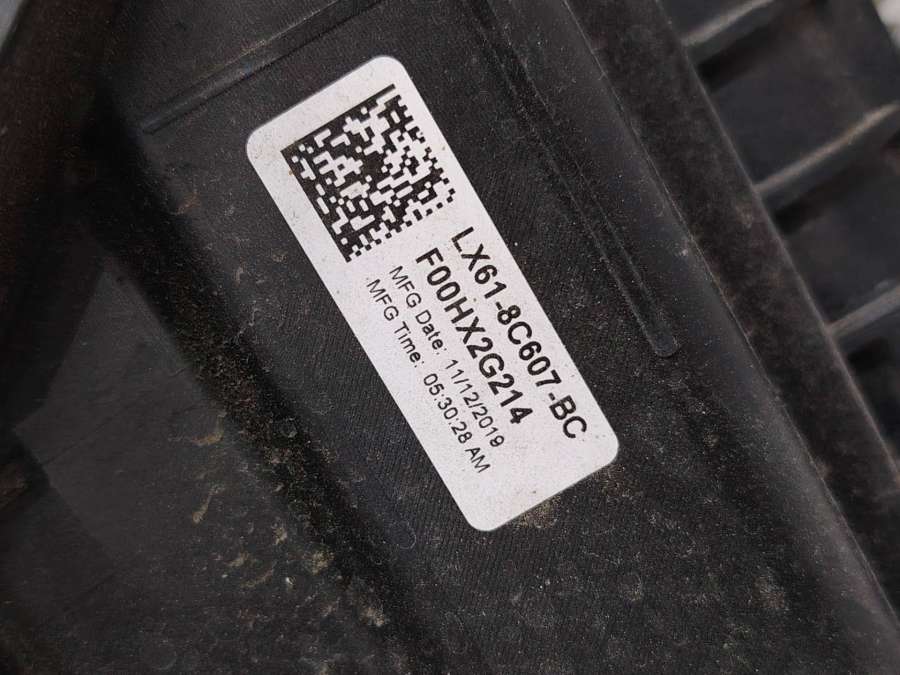 LX61-8C607-BC
F00HX2G214
MFG Date: 11/12/2019
MFG Time: 05:30:28 AM